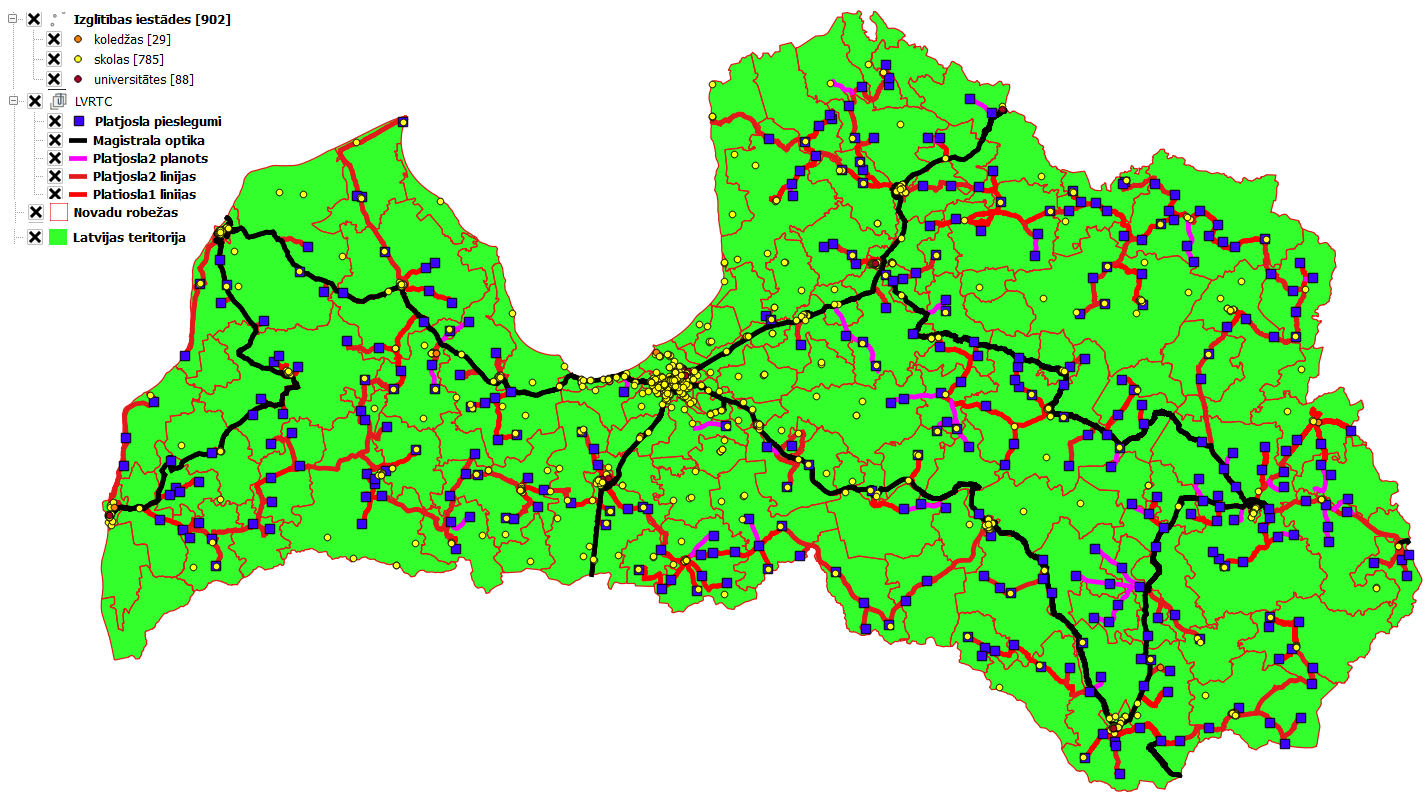 Izglītības iestādes [902]
koledžas [29]
skolas [785]
universitātes [88]
LVRTC
Platjosla pieslegumi
Magistrala optika
Platjosla2 planots
Platjosla2 linijas
Platjosla1 linijas
Novadu robežas
Latvijas teritorija